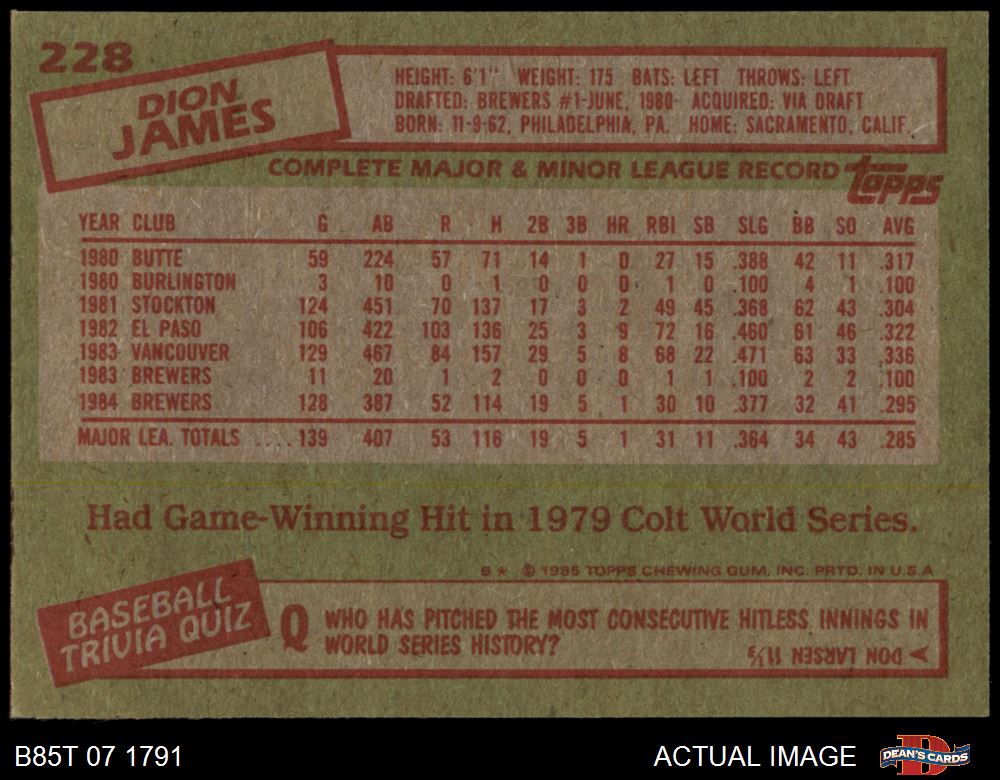 228
DION
JAMES
HEIGHT: 6'1" WEIGHT: 175 BATS: LEFT THROWS: LEFT
DRAFTED: BREWERS #1-JUNE, 1980- ACQUIRED: VIA DRAFT
BORN: 11-9-62, PHILADELPHIA, PA. HOME: SACRAMENTO, CALIF.
COMPLETE MAJOR & MINOR LEAGUE RECORD topps
YEAR CLUB G AB R H 2B 3B HR RBI SB SLG BB SO AVG
1980 BUTTE 59 224 57 71 14 1 0 27 15 .388 42 11 .317
1980 BURLINGTON 3 10 0 1 0 0 0 1 0 .100 4 1 .100
1981 STOCKTON 124 451 70 137 17 3 2 49 45 .368 62 43 .304
1982 EL PASO 106 422 103 136 25 3 9 72 16 .460 61 46 .322
1983 VANCOUVER 129 467 84 157 29 5 8 68 22 .471 63 33 .336
1983 BREWERS 11 20 1 2 0 0 0 1 1 .100 2 2 .100
1984 BREWERS 128 387 52 114 19 5 1 30 10 .377 32 41 .295
MAJOR LEA. TOTALS .... 139 407 53 116 19 5 1 31 11 .364 34 43 .285
Had Game-Winning Hit in 1979 Colt World Series.
B ★ © 1985 TOPPS CHEWING GUM, INC. PRTD. IN U.S.A
BASEBALL
TRIVIA QUIZ
Q WHO HAS PITCHED THE MOST CONSECUTIVE HITLESS INNINGS IN
WORLD SERIES HISTORY?
DON LARSEN 11⅓
B85T 07 1791
ACTUAL IMAGE
DEAN'S CARDS